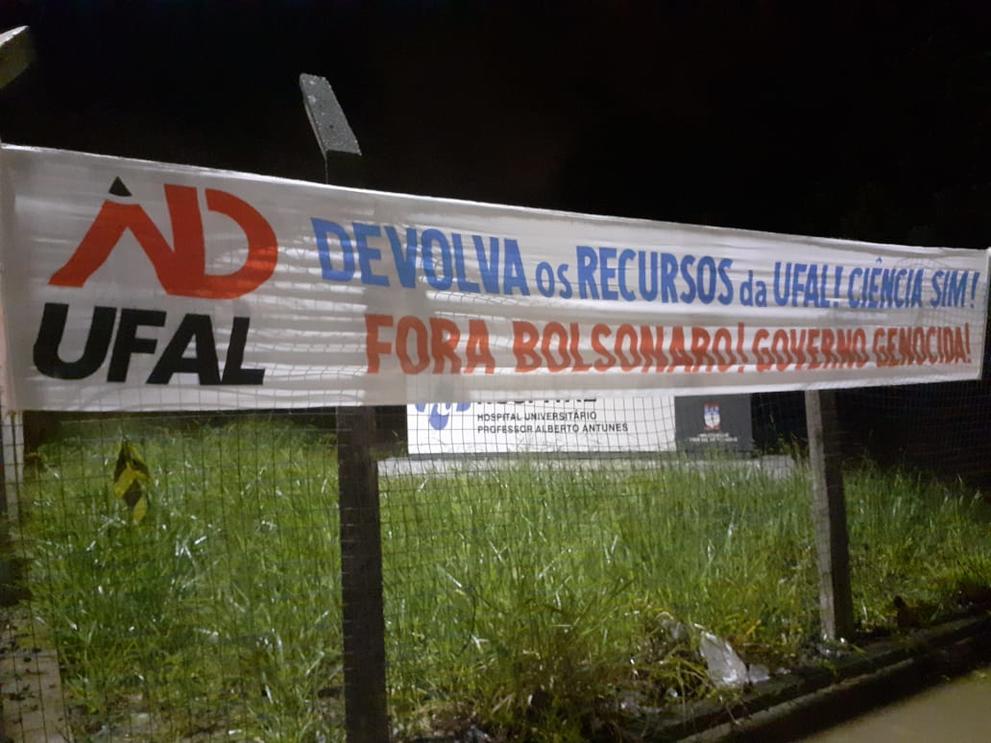 AD
UFAL
DEVOLVA os RECURSOS da UFAL! CIÊNCIA SIM!
FORA BOLSONARO! GOVERNO GENOCIDA!
HOSPITAL UNIVERSITÁRIO
PROFESSOR ALBERTO ANTUNES